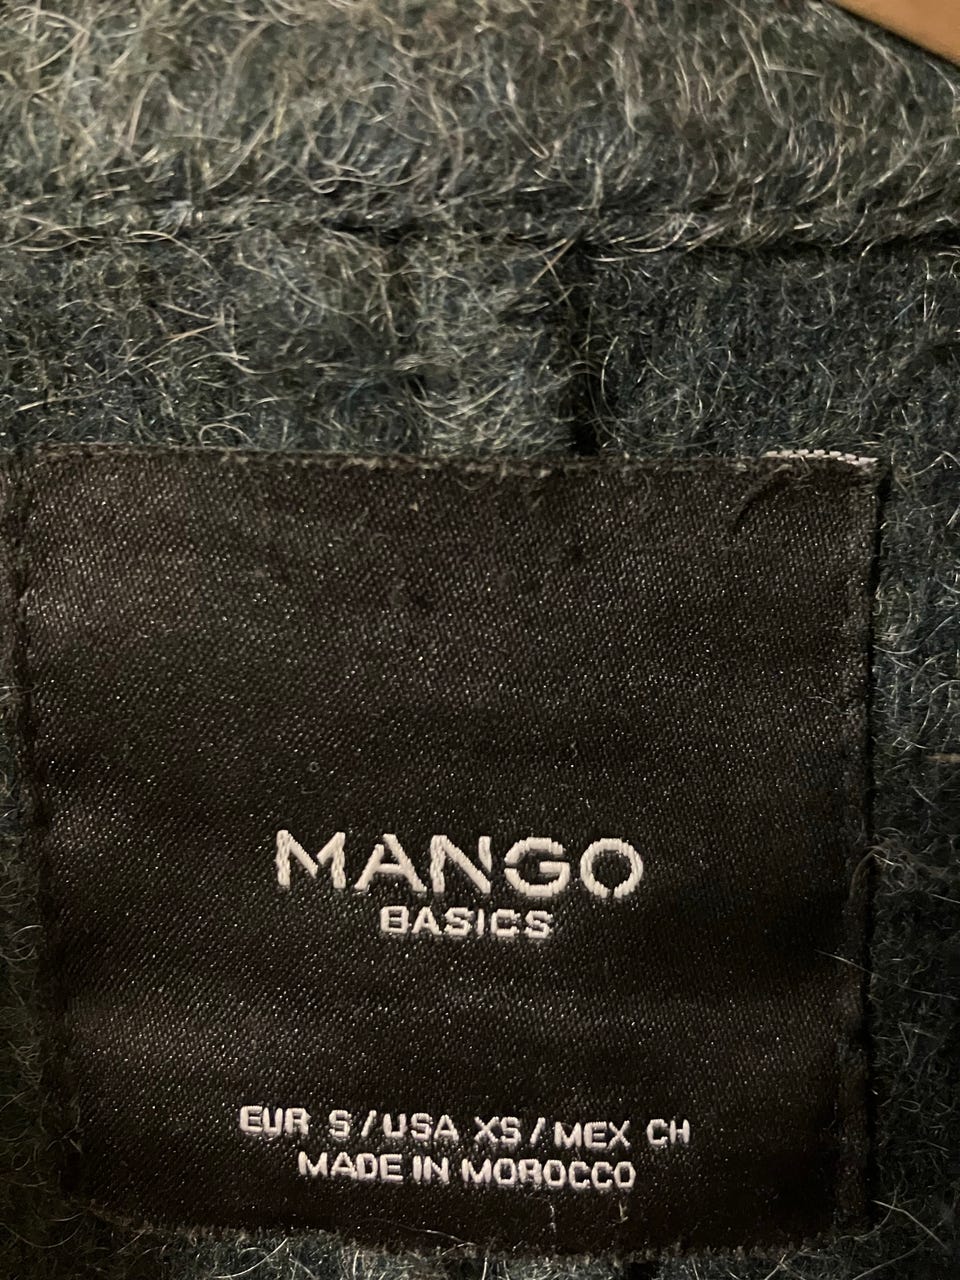 MANGO
BASICS
EUR S / USA XS / MEX CH
MADE IN MOROCCO